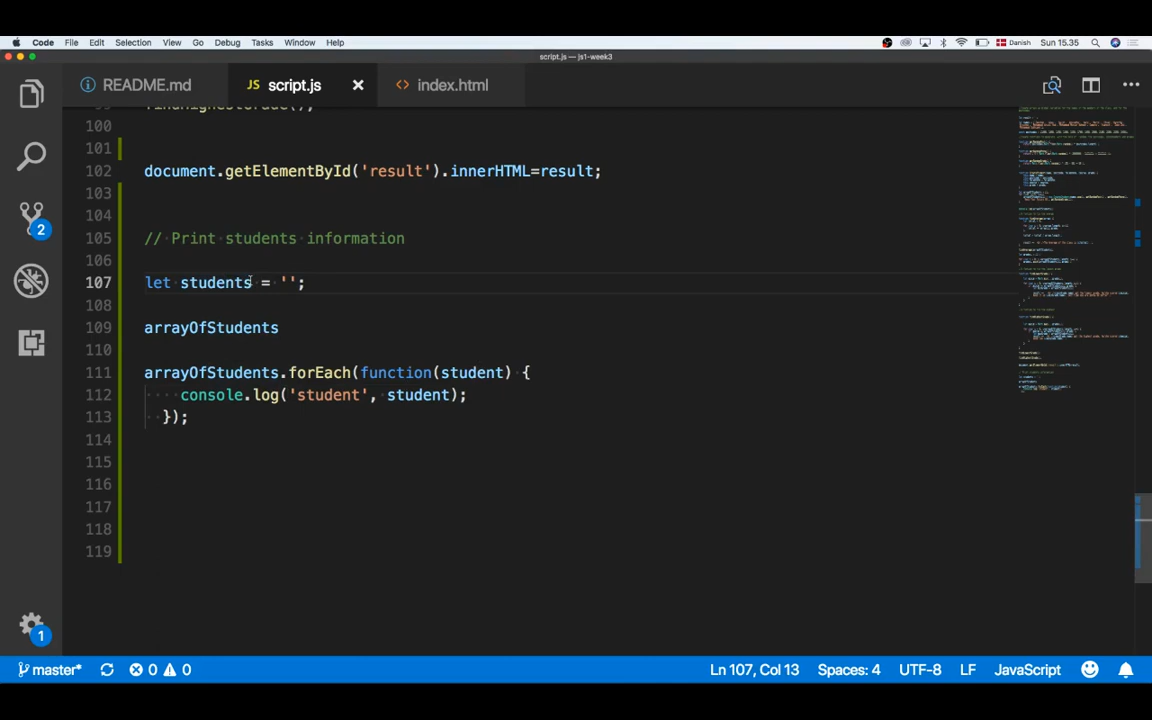 Code File Edit Selection View Go Debug Tasks Window Help Danish Sun 15.35
script.js — js1-week3
README.md JS script.js index.html
100
101
102 document.getElementById('result').innerHTML=result;
103
104
105 // Print students information
106
107 let students = '';
108
109 arrayOfStudents
110
111 arrayOfStudents.forEach(function(student) {
112 console.log('student', student);
113 });
114
115
116
117
118
119
2
1
master* 0 0 Ln 107, Col 13 Spaces: 4 UTF-8 LF JavaScript